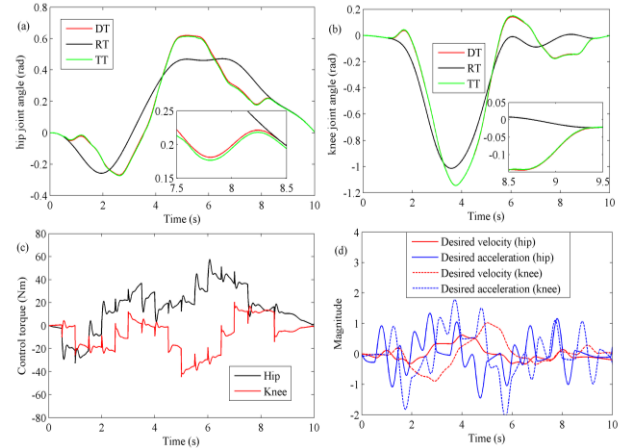 (a)
hip joint angle (rad)
0.8
0.4
0
-0.2
0.4
DT
RT
TT
0.25
0.2
0.15
7.5
8
8.5
0
2
4
6
8
10
Time (s)
(b)
knee joint angle (rad)
0.2
0
-0.2
-0.4
-0.6
-0.8
-1
-1.2
-1.4
DT
RT
TT
0.05
0
-0.05
-0.1
8.5
9
9.5
0
2
4
6
8
10
Time (s)
(c)
Control torque (Nm)
80
60
40
20
0
-20
-40
-60
-80
Hip
Knee
0
2
4
6
8
10
Time (s)
(d)
Magnitude
4
3
2
1
0
-1
-2
Desired velocity (hip)
Desired acceleration (hip)
Desired velocity (knee)
Desired acceleration (knee)
0
2
4
6
8
10
Time (s)